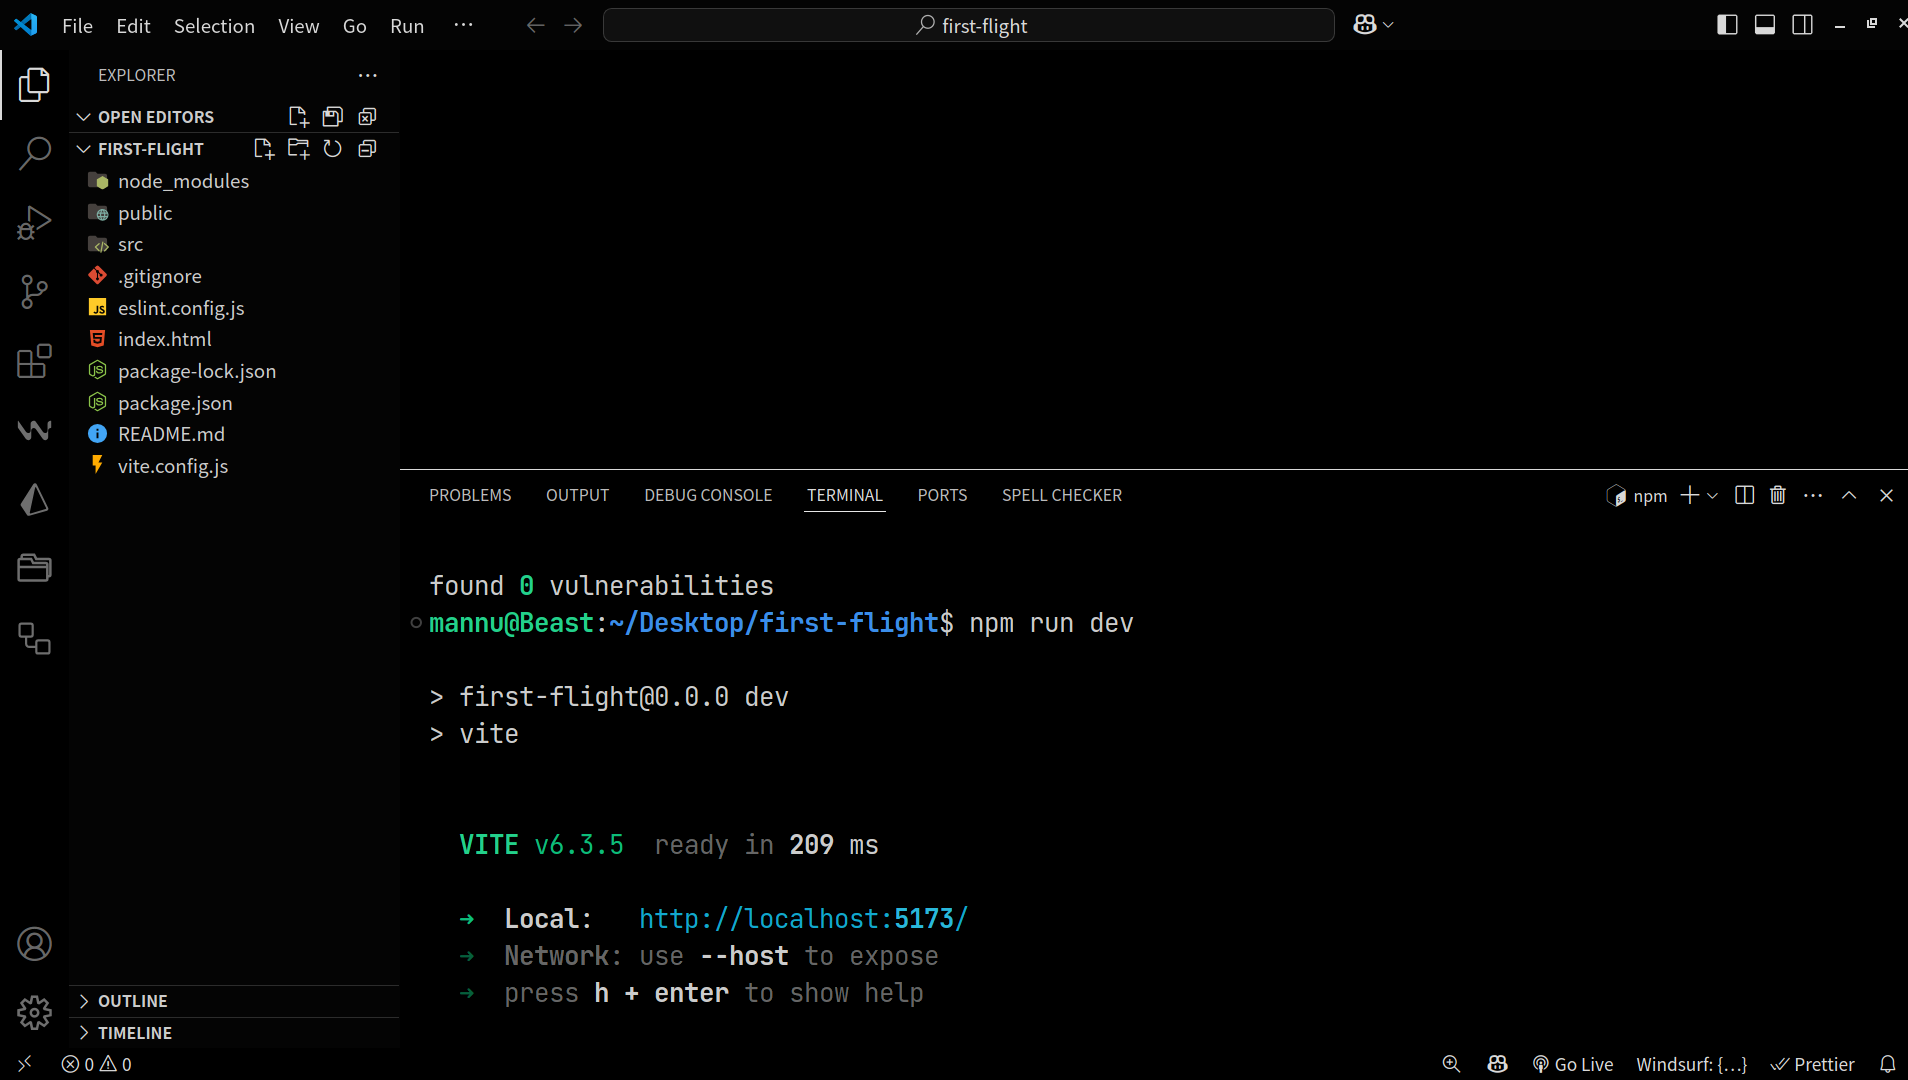 File Edit Selection View Go Run ··· first-flight
EXPLORER
OPEN EDITORS
FIRST-FLIGHT
node_modules
public
src
.gitignore
eslint.config.js
index.html
package-lock.json
package.json
README.md
vite.config.js
OUTLINE
TIMELINE
PROBLEMS OUTPUT DEBUG CONSOLE TERMINAL PORTS SPELL CHECKER npm
found 0 vulnerabilities
mannu@Beast:~/Desktop/first-flight$ npm run dev
> first-flight@0.0.0 dev
> vite
VITE v6.3.5 ready in 209 ms
➜ Local: http://localhost:5173/
➜ Network: use --host to expose
➜ press h + enter to show help
0 0 Go Live Windsurf: {...} Prettier